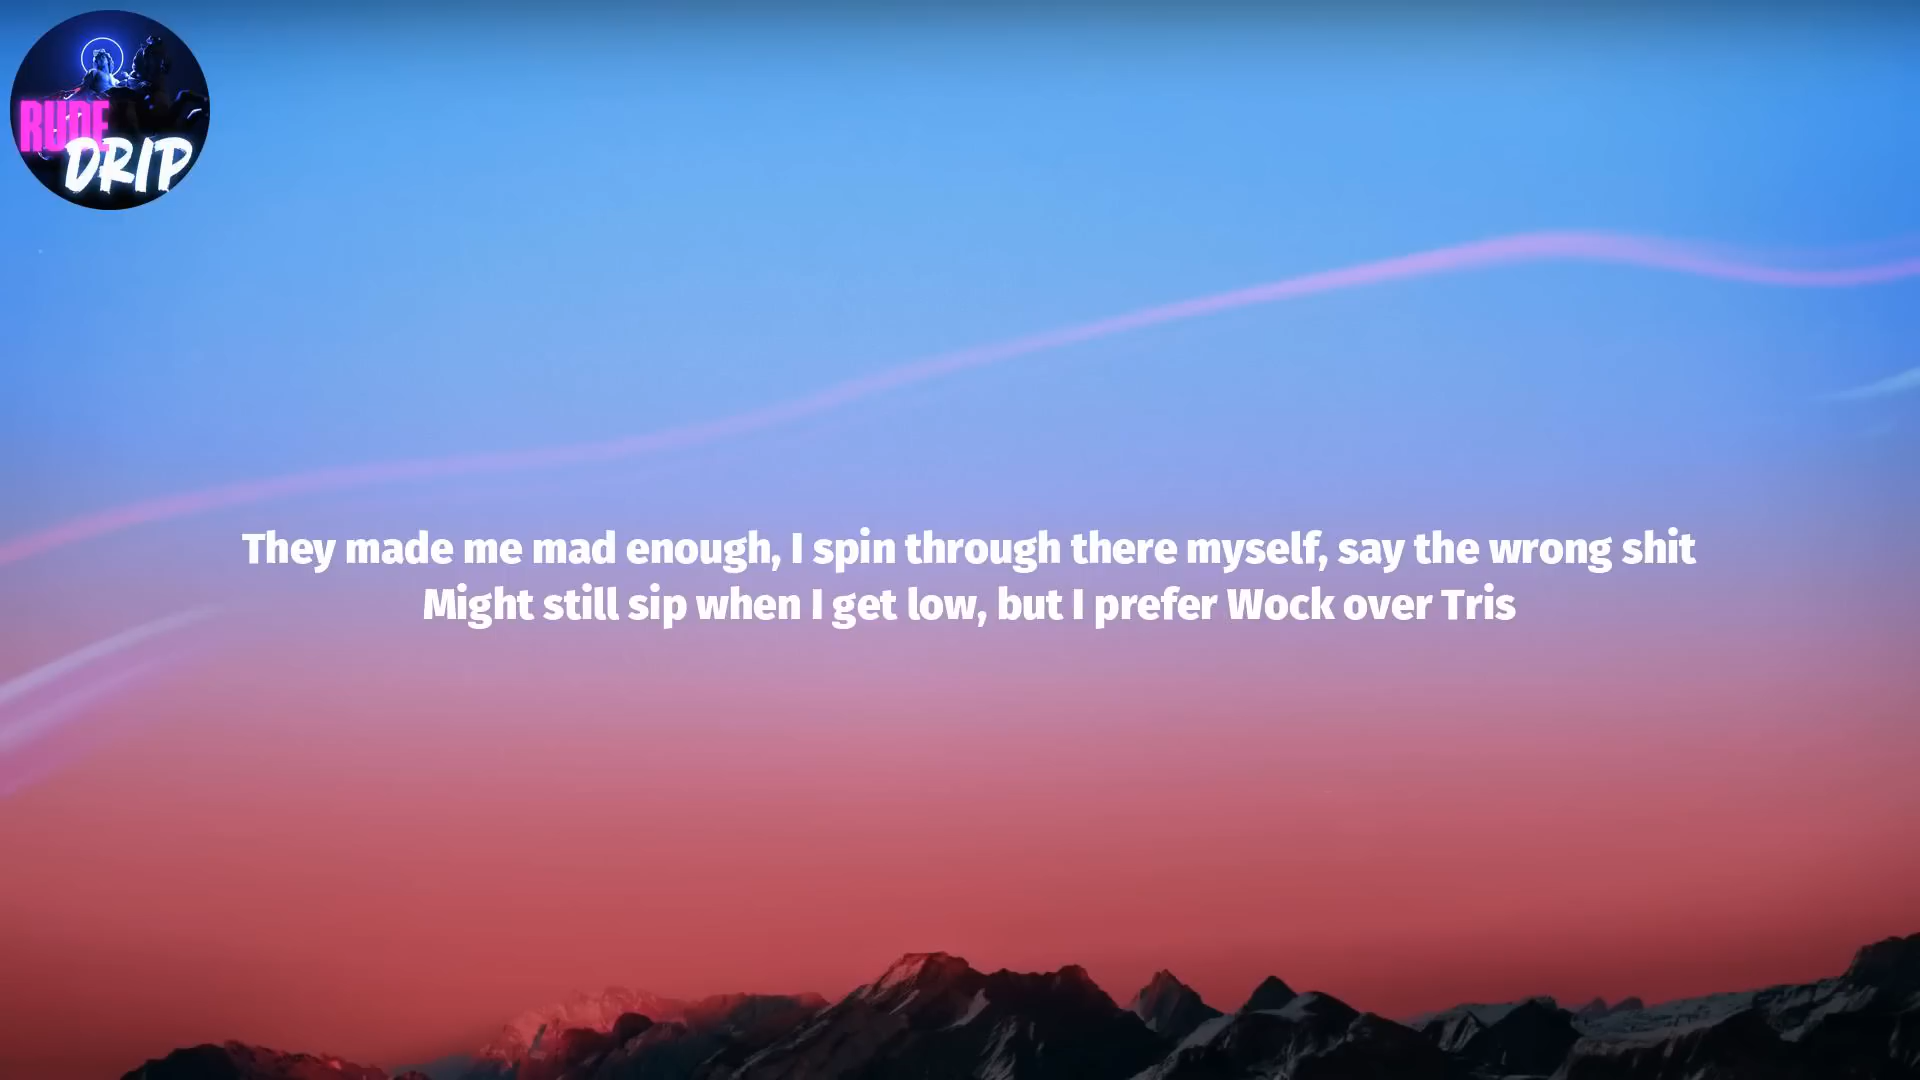 RUDE
DRIP
They made me mad enough, I spin through there myself, say the wrong shit
Might still sip when I get low, but I prefer Wock over Tris